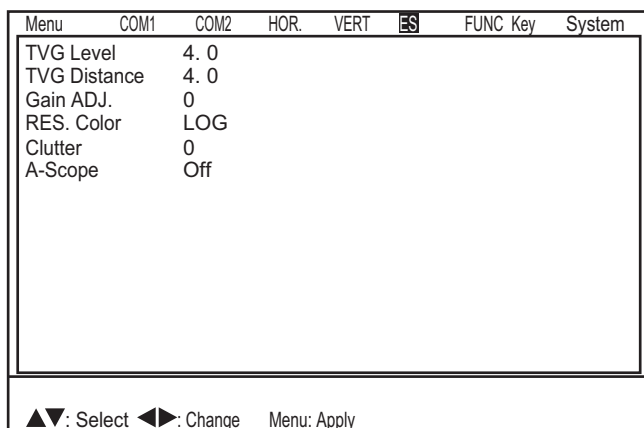 Menu COM1 COM2 HOR. VERT ES FUNC Key System
TVG Level 4. 0
TVG Distance 4. 0
Gain ADJ. 0
RES. Color LOG
Clutter 0
A-Scope Off
▲▼: Select ◀▶: Change Menu: Apply